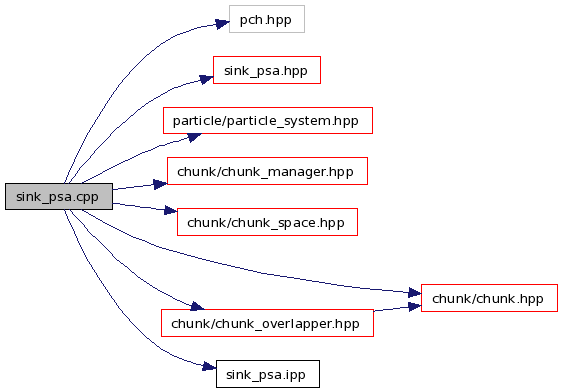 pch.hpp
sink_psa.hpp
particle/particle_system.hpp
chunk/chunk_manager.hpp
sink_psa.cpp
chunk/chunk_space.hpp
chunk/chunk.hpp
chunk/chunk_overlapper.hpp
sink_psa.ipp